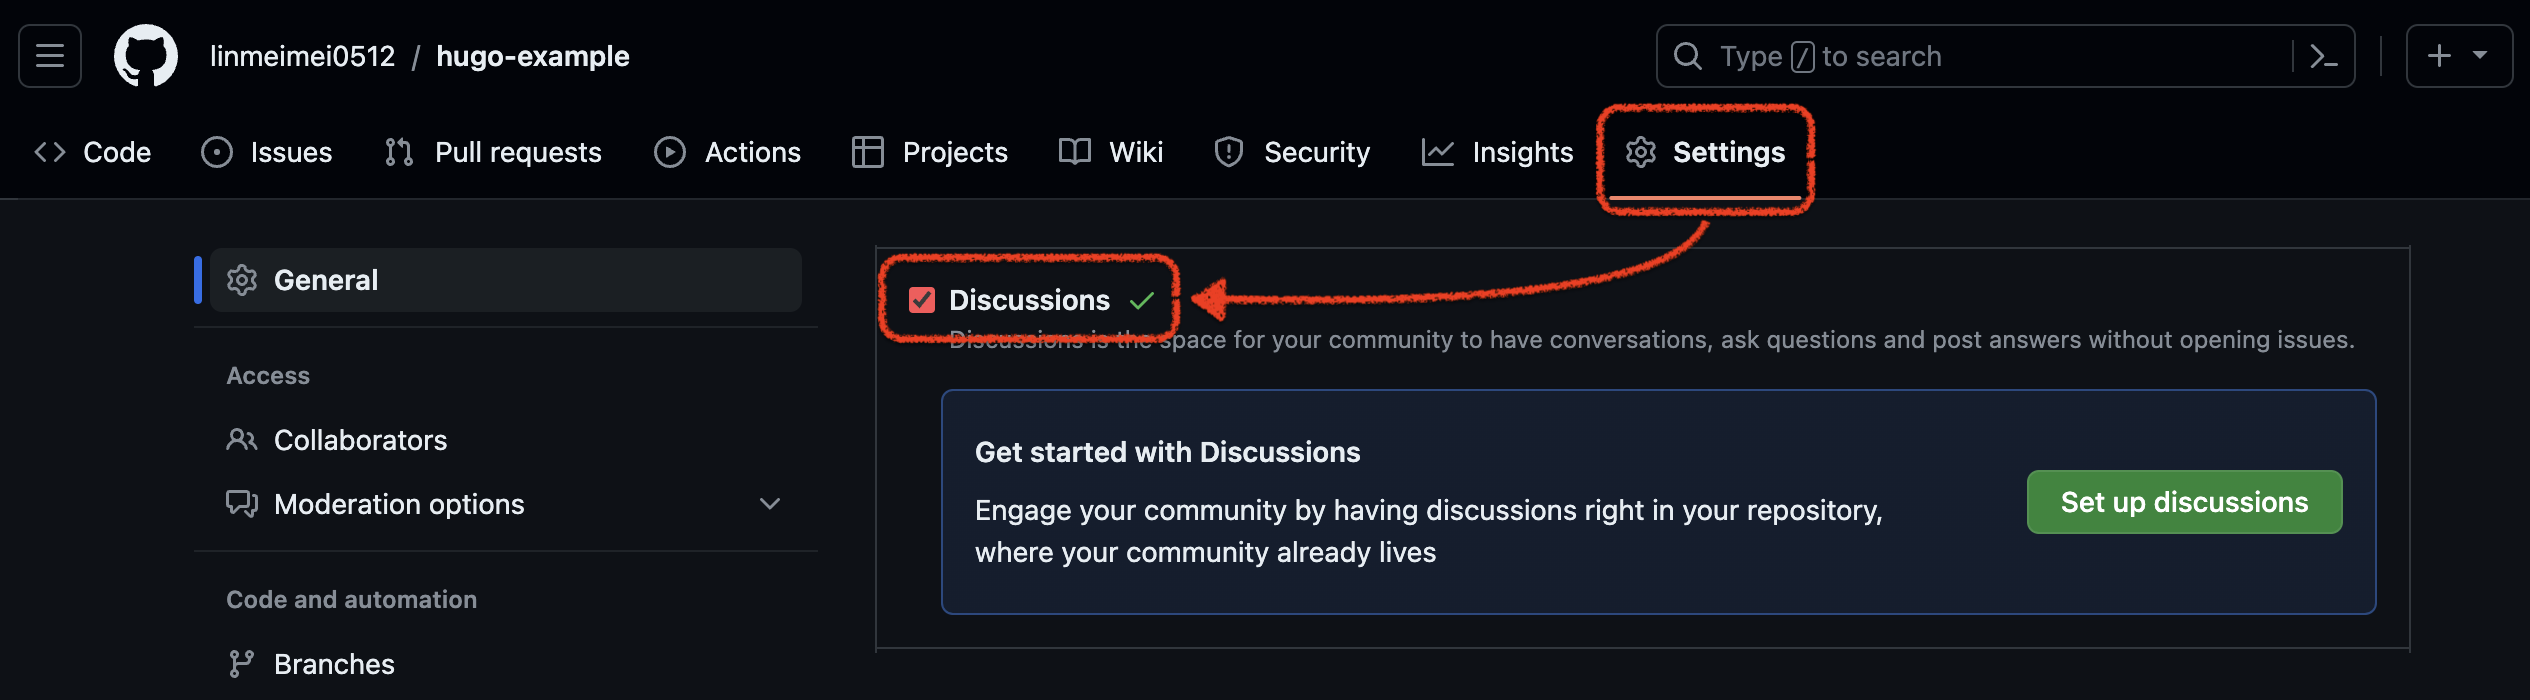 linmeimei0512 / hugo-example
Type / to search
Code Issues Pull requests Actions Projects Wiki Security Insights Settings
General
Access
Collaborators
Moderation options
Code and automation
Branches
Discussions
Discussions is the space for your community to have conversations, ask questions and post answers without opening issues.
Get started with Discussions
Engage your community by having discussions right in your repository,
where your community already lives
Set up discussions